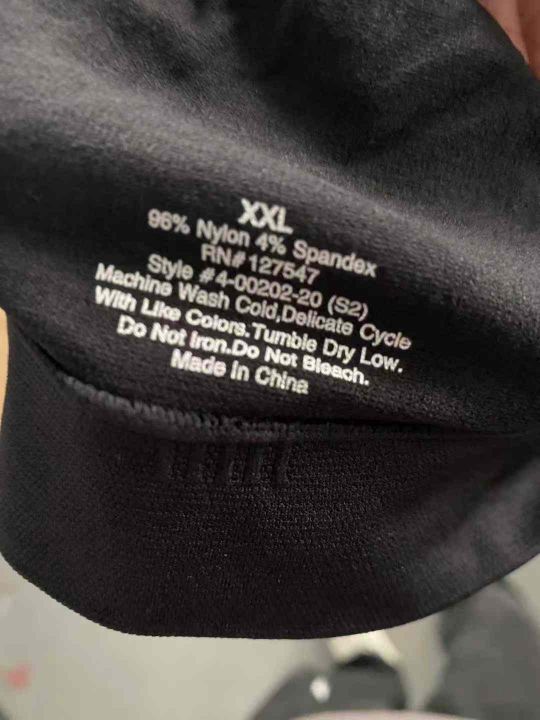 XXL
96% Nylon 4% Spandex
RN# 127547
Style #4-00202-20 (S2)
Machine Wash Cold,Delicate Cycle
With Like Colors.Tumble Dry Low.
Do Not Iron.Do Not Bleach.
Made In China